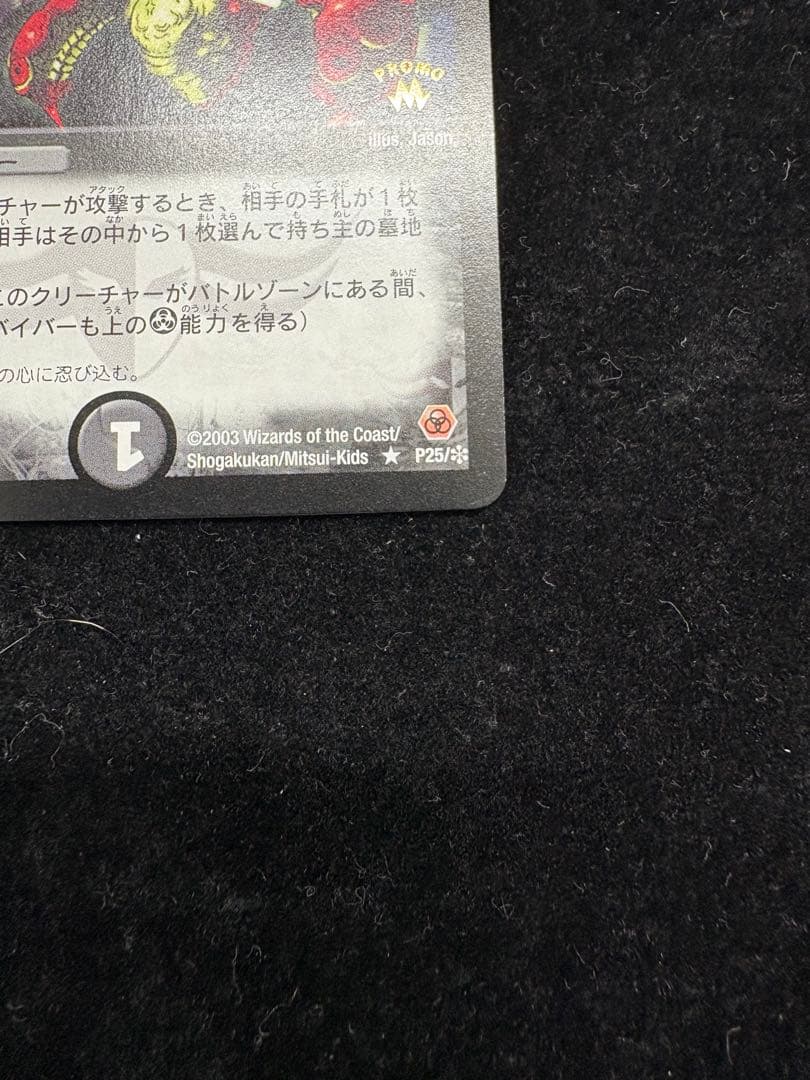 PROMO
illus. Jason
ー
チャーが攻撃するとき、相手の手札が1枚
相手はその中から1枚選んで持ち主の墓地
このクリーチャーがバトルゾーンにある間、
バイバーも上の能力を得る)
の心に忍び込む。
1
©2003 Wizards of the Coast/
Shogakukan/Mitsui-Kids ★ P25/✽